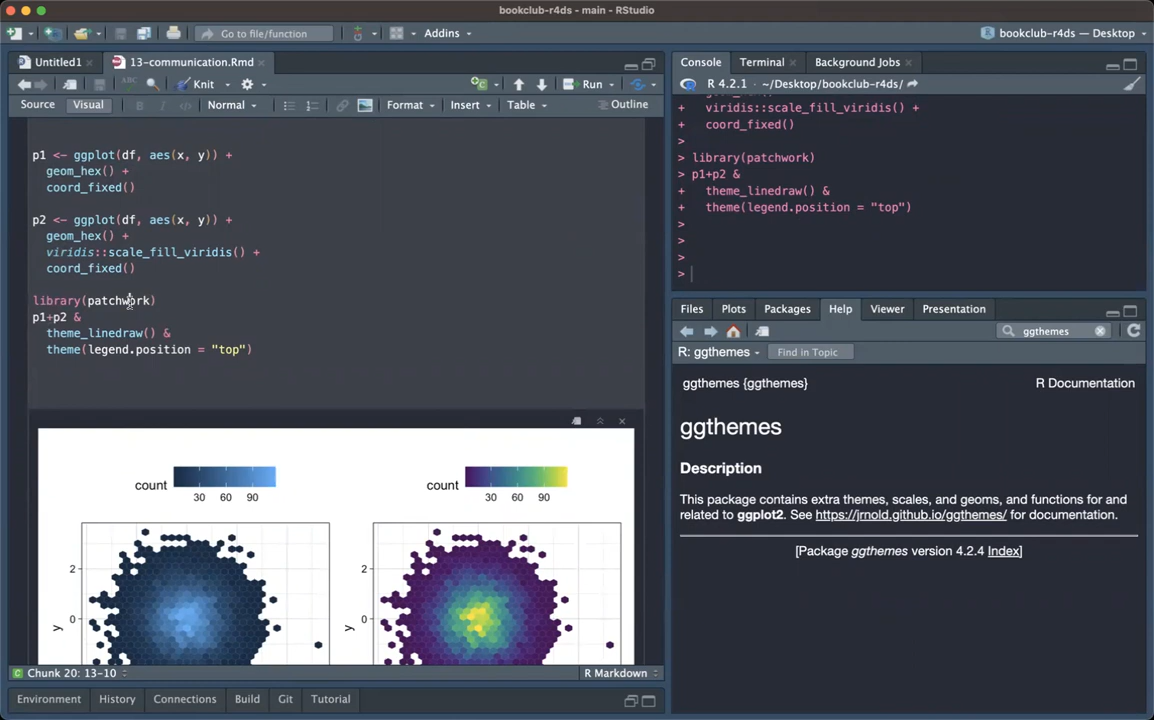 bookclub-r4ds - main - RStudio
Go to file/function
Addins
bookclub-r4ds — Desktop
Untitled1
13-communication.Rmd
Knit
Run
Source
Visual
B
I
</>
Normal
Format
Insert
Table
Outline
p1 <- ggplot(df, aes(x, y)) +
geom_hex() +
coord_fixed()
p2 <- ggplot(df, aes(x, y)) +
geom_hex() +
viridis::scale_fill_viridis() +
coord_fixed()
library(patchwork)
p1+p2 &
theme_linedraw() &
theme(legend.position = "top")
count
30 60 90
count
30 60 90
2
0
y
2
0
y
Chunk 20: 13-10
R Markdown
Environment
History
Connections
Build
Git
Tutorial
Console
Terminal
Background Jobs
R 4.2.1 · ~/Desktop/bookclub-r4ds/
+ viridis::scale_fill_viridis() +
+ coord_fixed()
>
> library(patchwork)
> p1+p2 &
+ theme_linedraw() &
+ theme(legend.position = "top")
>
>
>
>
Files
Plots
Packages
Help
Viewer
Presentation
ggthemes
R: ggthemes
Find in Topic
ggthemes {ggthemes}
R Documentation
ggthemes
Description
This package contains extra themes, scales, and geoms, and functions for and
related to ggplot2. See https://jrnold.github.io/ggthemes/ for documentation.
[Package ggthemes version 4.2.4 Index]